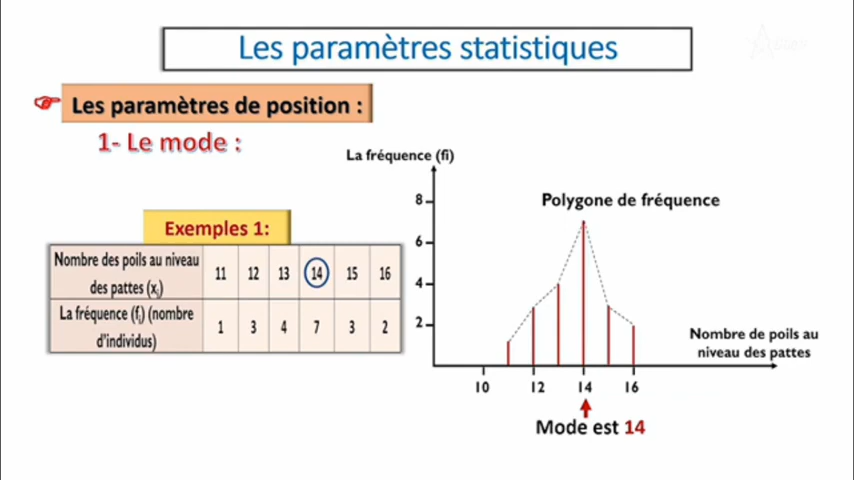 Les paramètres statistiques
Les paramètres de position :
1- Le mode :
La fréquence (fi)
Polygone de fréquence
Exemples 1:
Nombre des poils au niveau
des pattes (xi)
11 12 13 14 15 16
La fréquence (fi) (nombre
d'individus)
1 3 4 7 3 2
8
6
4
2
Nombre de poils au
niveau des pattes
10 12 14 16
Mode est 14